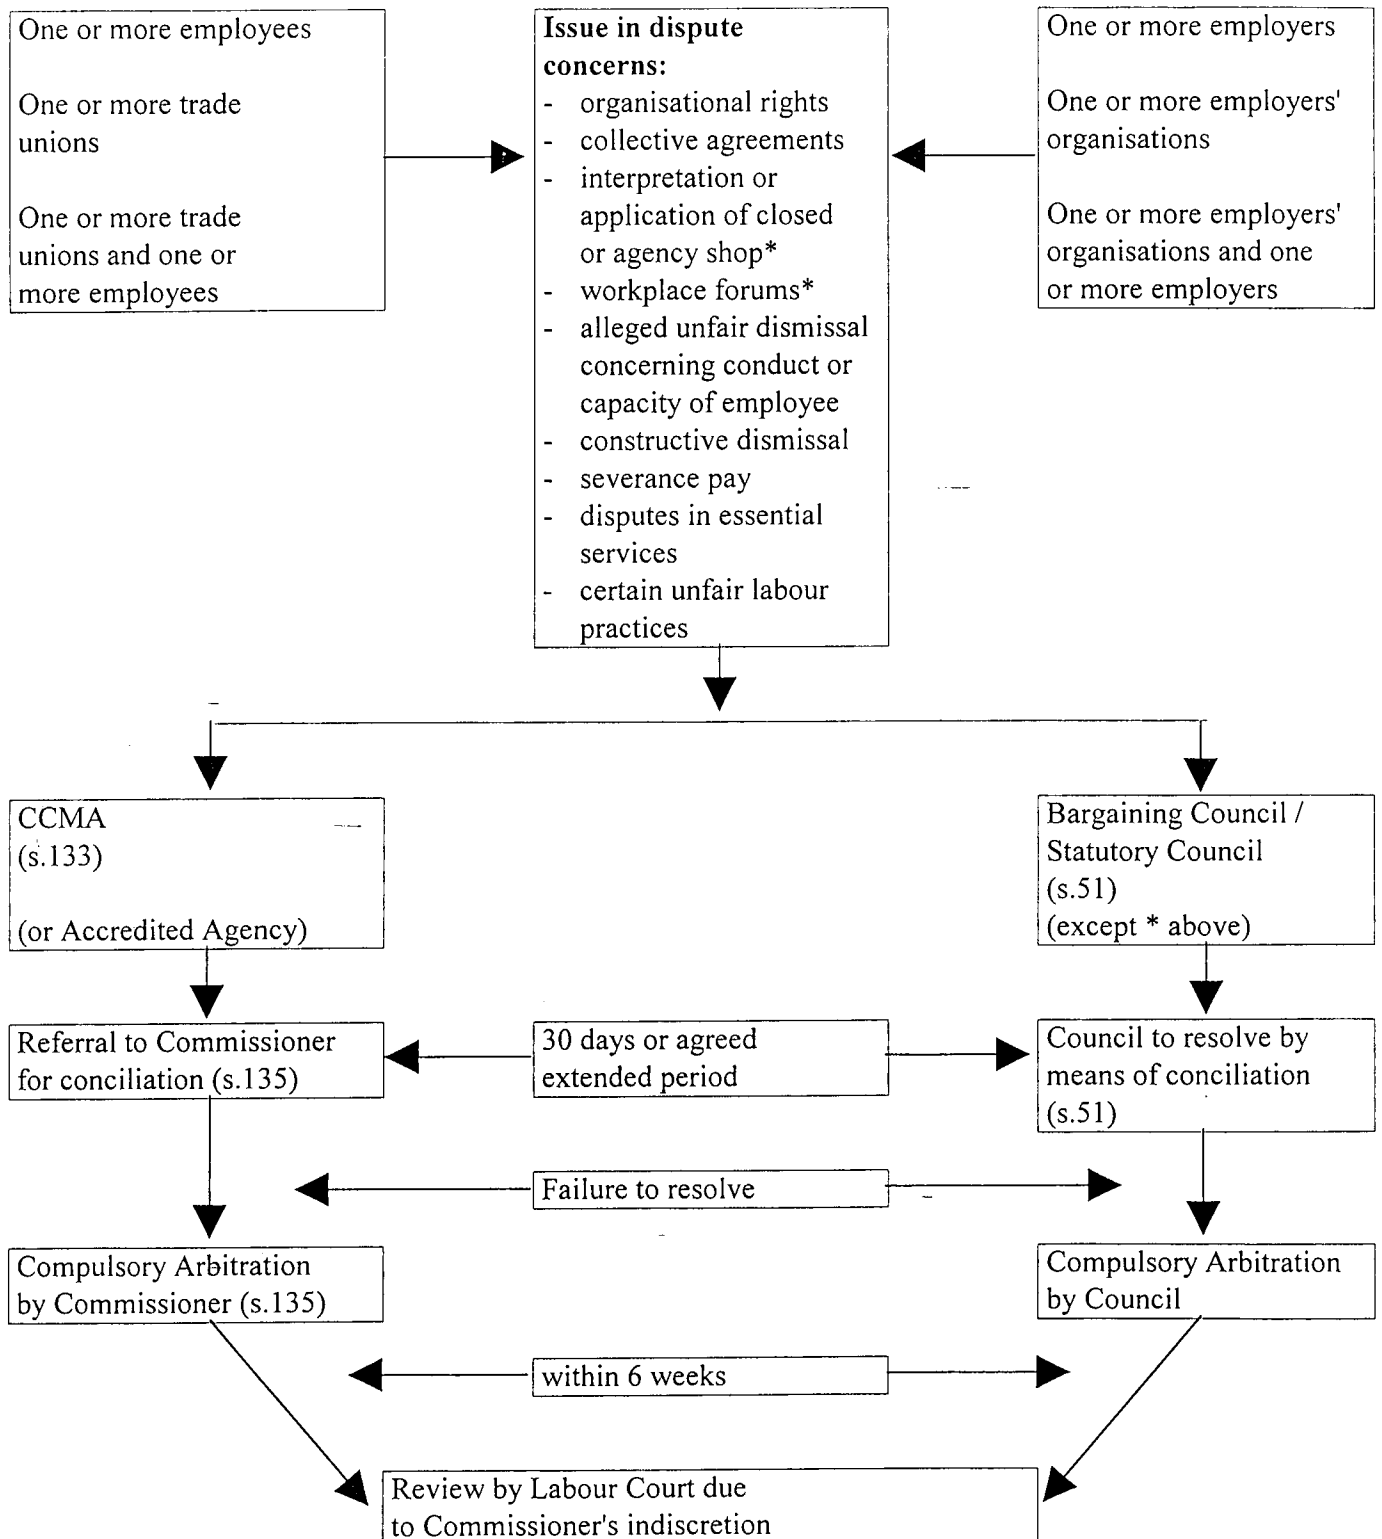 One or more employees
One or more trade
unions
One or more trade
unions and one or
more employees
Issue in dispute
concerns:
- organisational rights
- collective agreements
- interpretation or
application of closed
or agency shop*
- workplace forums*
- alleged unfair dismissal
concerning conduct or
capacity of employee
- constructive dismissal
- severance pay
- disputes in essential
services
- certain unfair labour
practices
One or more employers
One or more employers'
organisations
One or more employers'
organisations and one
or more employers
CCMA
(s.133)
(or Accredited Agency)
Bargaining Council /
Statutory Council
(s.51)
(except * above)
Referral to Commissioner
for conciliation (s.135)
30 days or agreed
extended period
Council to resolve by
means of conciliation
(s.51)
Failure to resolve
Compulsory Arbitration
by Commissioner (s.135)
Compulsory Arbitration
by Council
within 6 weeks
Review by Labour Court due
to Commissioner's indiscretion